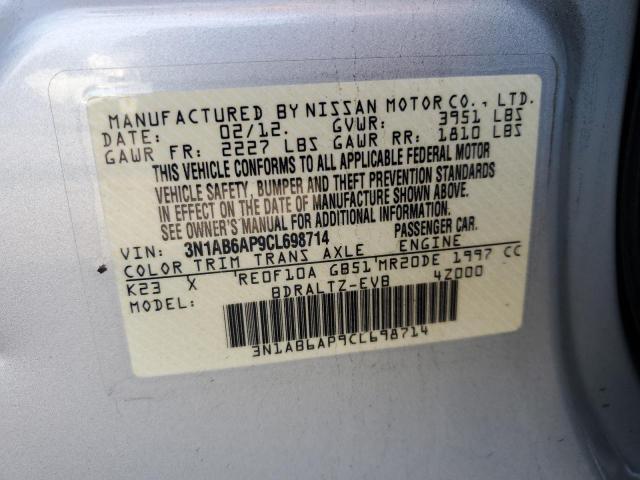 MANUFACTURED BY NISSAN MOTOR CO., LTD.
DATE: 02/12. GVWR: 3951 LBS
GAWR FR: 2227 LBS GAWR RR: 1810 LBS
THIS VEHICLE CONFORMS TO ALL APPLICABLE FEDERAL MOTOR
VEHICLE SAFETY, BUMPER AND THEFT PREVENTION STANDARDS
IN EFFECT ON THE DATE OF MANUFACTURE SHOWN ABOVE.
SEE OWNER'S MANUAL FOR ADDITIONAL INFORMATION.
VIN: 3N1AB6AP9CL698714 PASSENGER CAR.
COLOR TRIM TRANS AXLE ENGINE
K23 X 'RE0F10A GB51'MR20DE 1997 CC
MODEL: BDRALTZ-EVB 4Z000
3N1AB6AP9CL698714